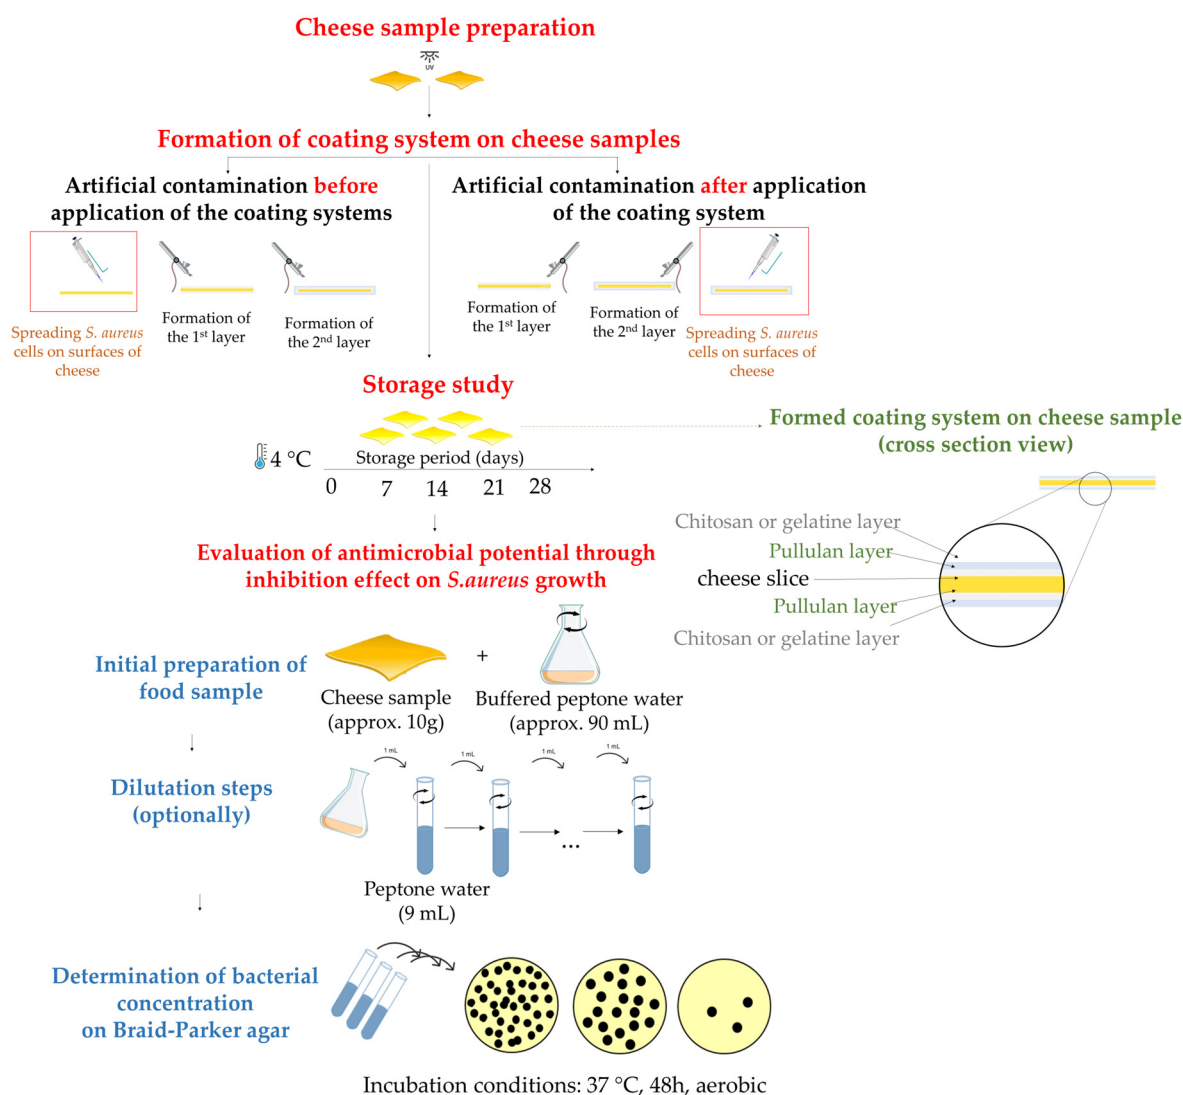 Cheese sample preparation
UV
Formation of coating system on cheese samples
Artificial contamination before
application of the coating systems
Artificial contamination after application
of the coating system
Spreading S. aureus
cells on surfaces of
cheese
Formation of
the 1st layer
Formation of
the 2nd layer
Formation of
the 1st layer
Formation of
the 2nd layer
Spreading S. aureus
cells on surfaces of
cheese
Storage study
4 °C
Storage period (days)
0 7 14 21 28
Formed coating system on cheese sample
(cross section view)
Chitosan or gelatine layer
Pullulan layer
cheese slice
Pullulan layer
Chitosan or gelatine layer
Evaluation of antimicrobial potential through
inhibition effect on S.aureus growth
Initial preparation of
food sample
+
Cheese sample
(approx. 10g)
Buffered peptone water
(approx. 90 mL)
Dilutation steps
(optionally)
1 mL 1 mL 1 mL 1 mL
...
Peptone water
(9 mL)
Determination of bacterial
concentration
on Braid-Parker agar
Incubation conditions: 37 °C, 48h, aerobic